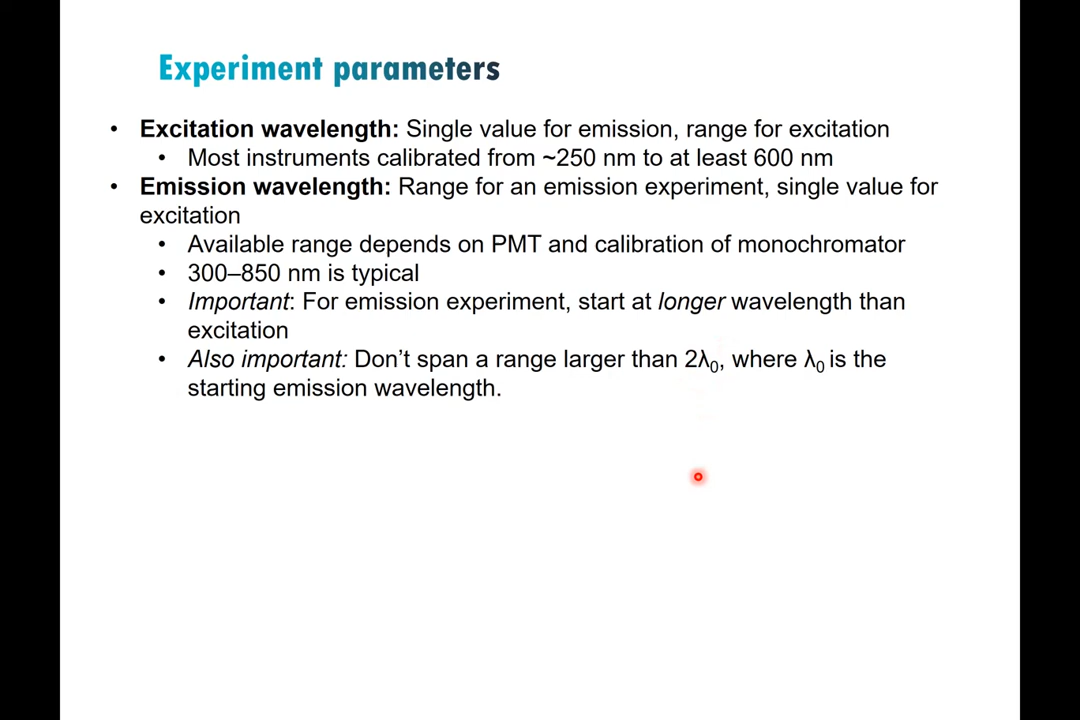 Experiment parameters
• Excitation wavelength: Single value for emission, range for excitation
• Most instruments calibrated from ~250 nm to at least 600 nm
• Emission wavelength: Range for an emission experiment, single value for
excitation
• Available range depends on PMT and calibration of monochromator
• 300–850 nm is typical
• Important: For emission experiment, start at longer wavelength than
excitation
• Also important: Don’t span a range larger than 2λ₀, where λ₀ is the
starting emission wavelength.